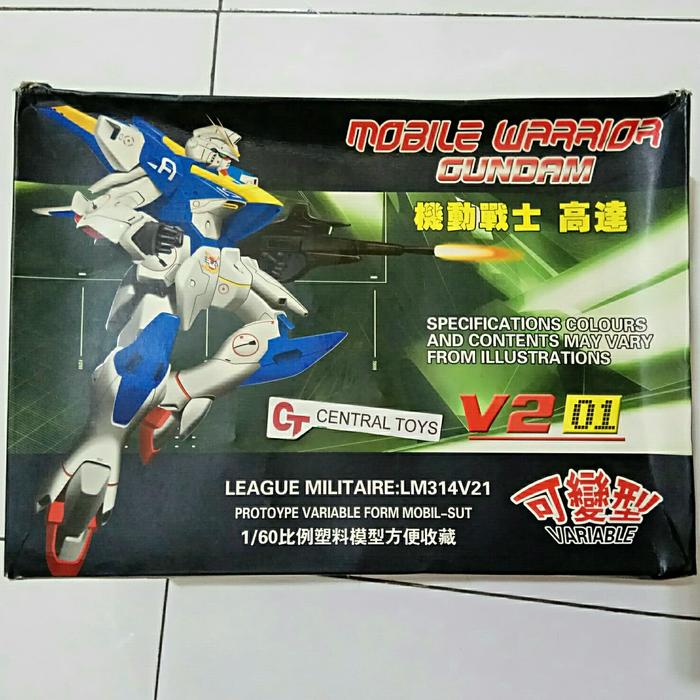 MOBILE WARRIOR
GUNDAM
機動戰士 高達
SPECIFICATIONS COLOURS
AND CONTENTS MAY VARY
FROM ILLUSTRATIONS
CT CENTRAL TOYS
V2 01
LEAGUE MILITAIRE:LM314V21
PROTOYPE VARIABLE FORM MOBIL-SUT
1/60比例塑料模型方便收藏
可變型
VARIABLE